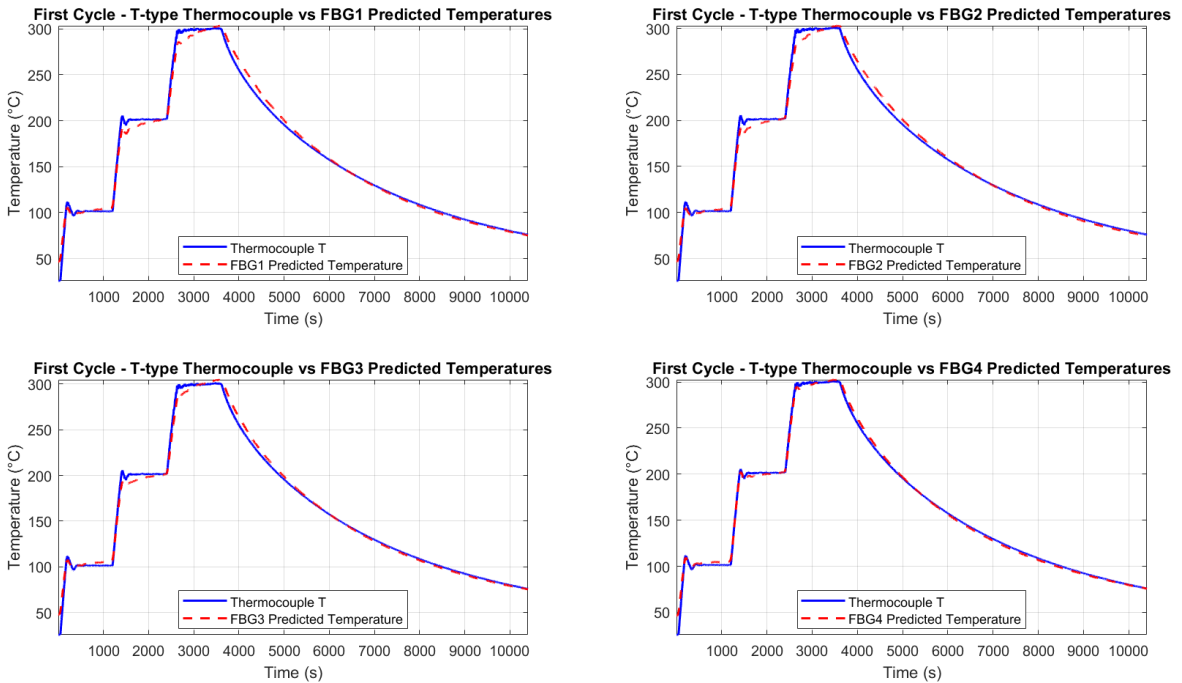 First Cycle - T-type Thermocouple vs FBG1 Predicted Temperatures
300
250
200
150
100
50
Temperature (°C)
1000 2000 3000 4000 5000 6000 7000 8000 9000 10000
Time (s)
Thermocouple T
FBG1 Predicted Temperature
First Cycle - T-type Thermocouple vs FBG2 Predicted Temperatures
300
250
200
150
100
50
Temperature (°C)
1000 2000 3000 4000 5000 6000 7000 8000 9000 10000
Time (s)
Thermocouple T
FBG2 Predicted Temperature
First Cycle - T-type Thermocouple vs FBG3 Predicted Temperatures
300
250
200
150
100
50
Temperature (°C)
1000 2000 3000 4000 5000 6000 7000 8000 9000 10000
Time (s)
Thermocouple T
FBG3 Predicted Temperature
First Cycle - T-type Thermocouple vs FBG4 Predicted Temperatures
300
250
200
150
100
50
Temperature (°C)
1000 2000 3000 4000 5000 6000 7000 8000 9000 10000
Time (s)
Thermocouple T
FBG4 Predicted Temperature